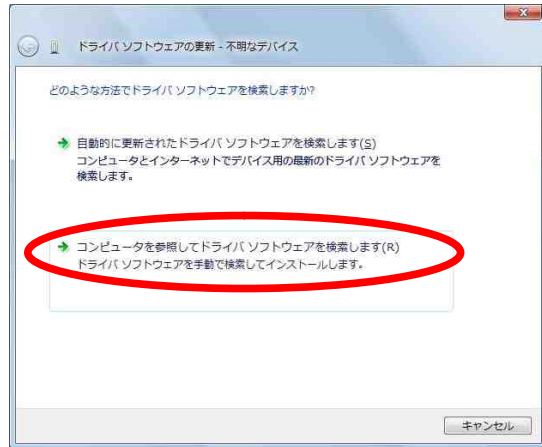 ドライバ ソフトウェアの更新 - 不明なデバイス
どのような方法でドライバ ソフトウェアを検索しますか?
自動的に更新されたドライバ ソフトウェアを検索します(S)
コンピュータとインターネットでデバイス用の最新のドライバ ソフトウェアを
検索します。
コンピュータを参照してドライバ ソフトウェアを検索します(R)
ドライバ ソフトウェアを手動で検索してインストールします。
キャンセル